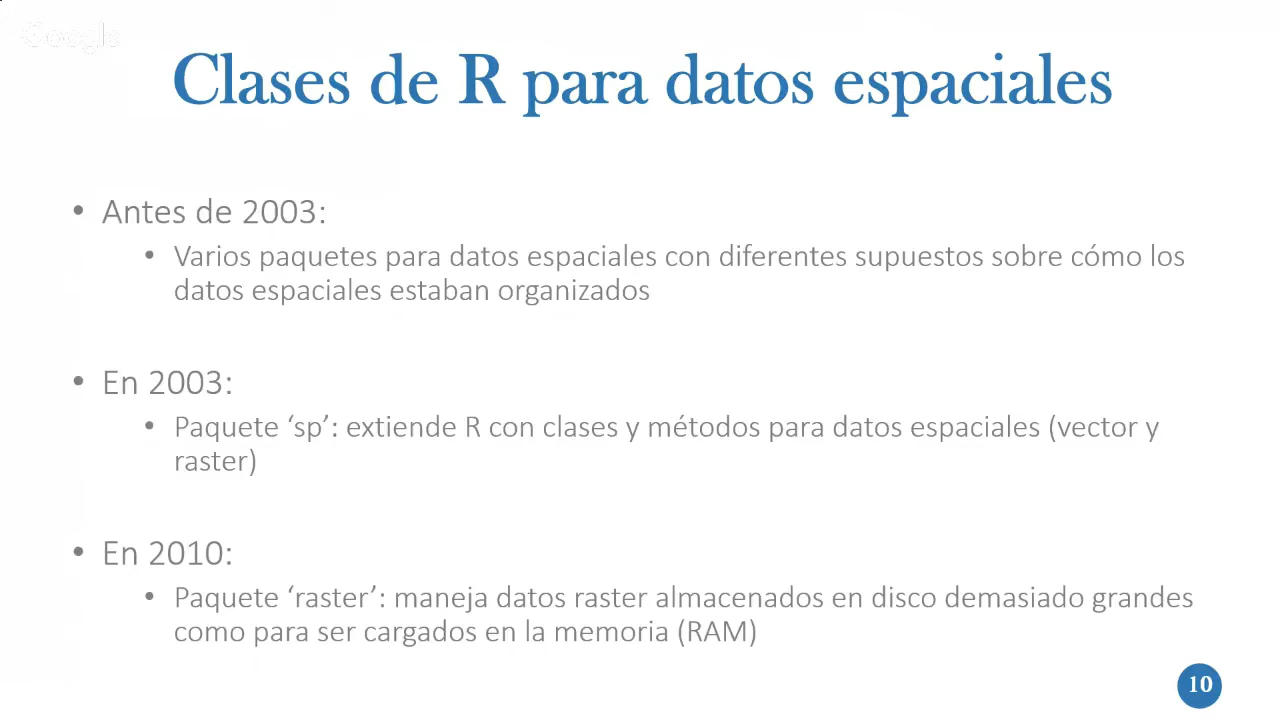 Google
Clases de R para datos espaciales
• Antes de 2003:
• Varios paquetes para datos espaciales con diferentes supuestos sobre cómo los
datos espaciales estaban organizados
• En 2003:
• Paquete ‘sp’: extiende R con clases y métodos para datos espaciales (vector y
raster)
• En 2010:
• Paquete ‘raster’: maneja datos raster almacenados en disco demasiado grandes
como para ser cargados en la memoria (RAM)
10